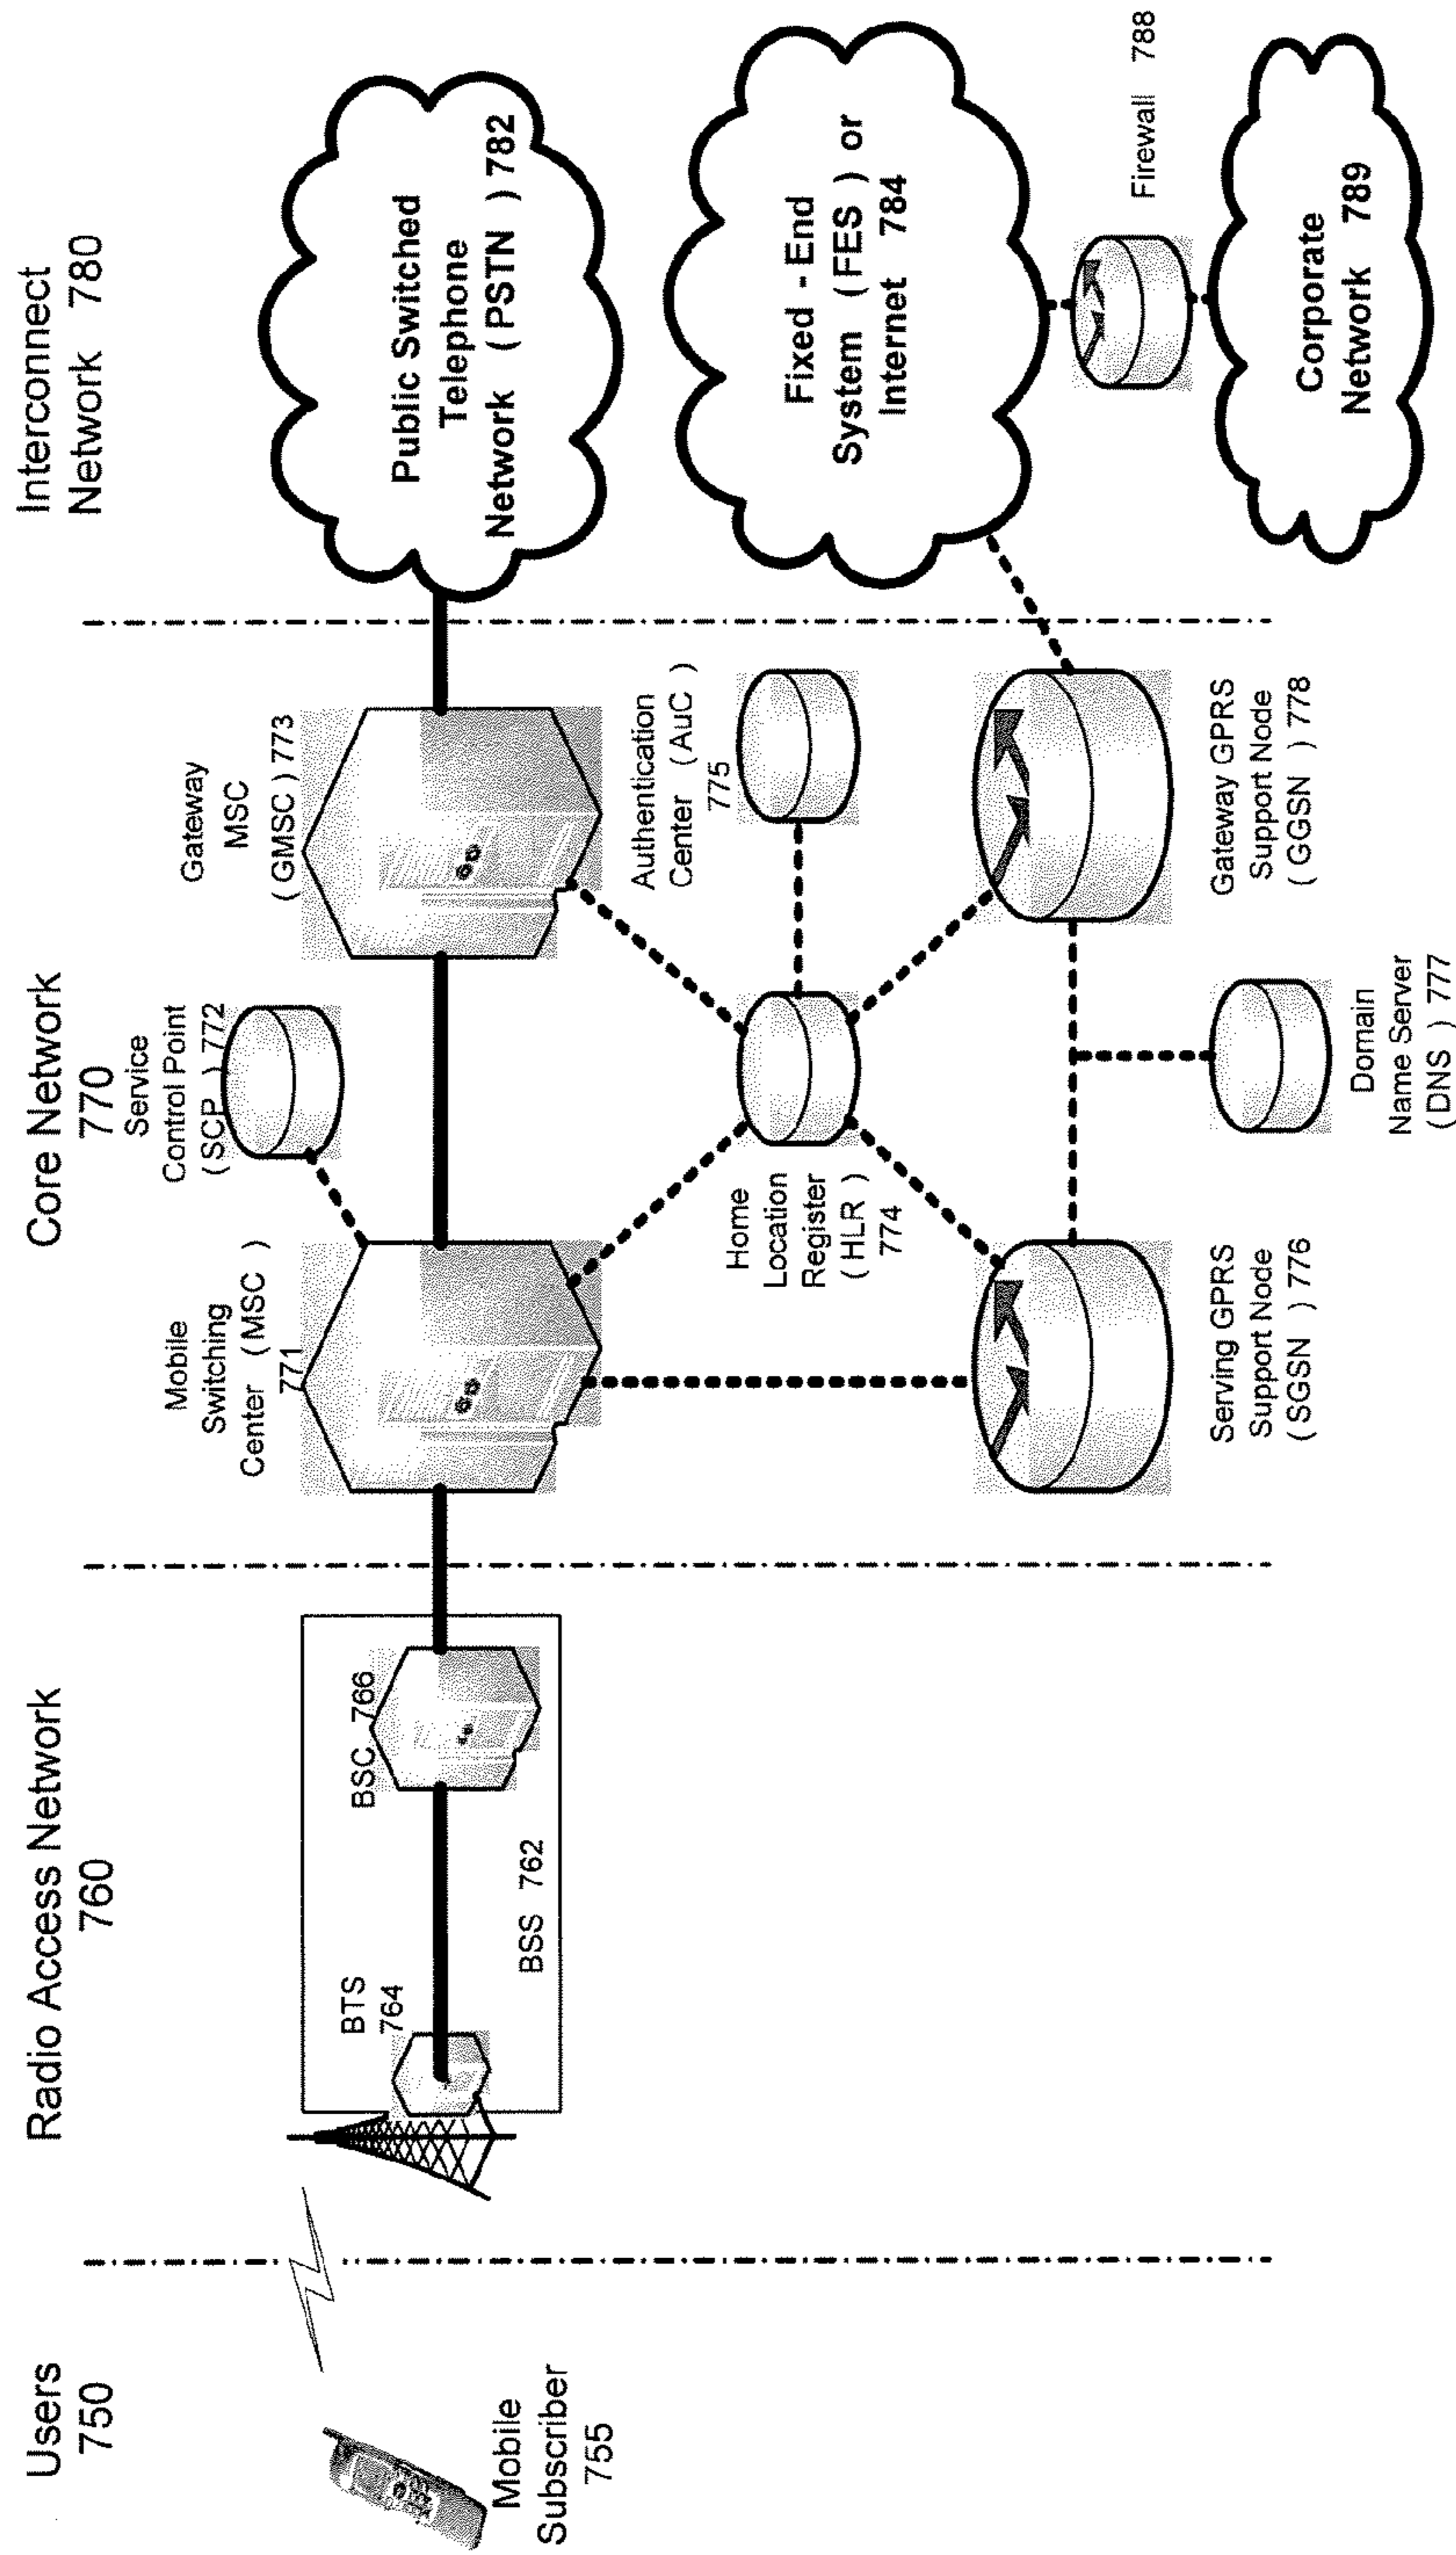 Users
750
Radio Access Network
760
Core Network
770
Interconnect
Network 780
Mobile
Subscriber
755
BTS
764
BSC 766
BSS 762
Mobile
Switching
Center (MSC )
771
Service
Control Point
(SCP ) 772
Gateway
MSC
(GMSC ) 773
Home
Location
Register
(HLR )
774
Authentication
Center (AuC )
775
Serving GPRS
Support Node
(SGSN ) 776
Gateway GPRS
Support Node
(GGSN ) 778
Domain
Name Server
(DNS ) 777
Public Switched
Telephone
Network (PSTN ) 782
Fixed -End
System (FES ) or
Internet 784
Firewall 788
Corporate
Network 789